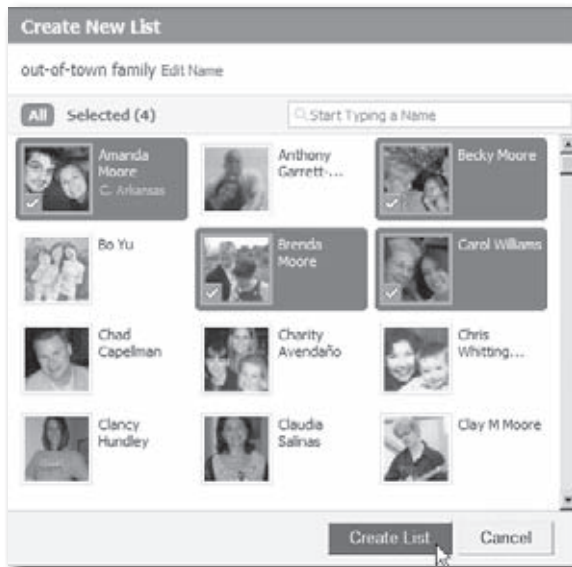 Create New List
out-of-town family Edit Name
All Selected (4) Start Typing a Name
Amanda
Moore
C. Arkansas
Anthony
Garrett-...
Becky Moore
Bo Yu
Brenda
Moore
Carol Williams
Chad
Capelman
Charity
Avendaño
Chris
Whitting...
Clancy
Hundley
Claudia
Salinas
Clay M Moore
Create List Cancel